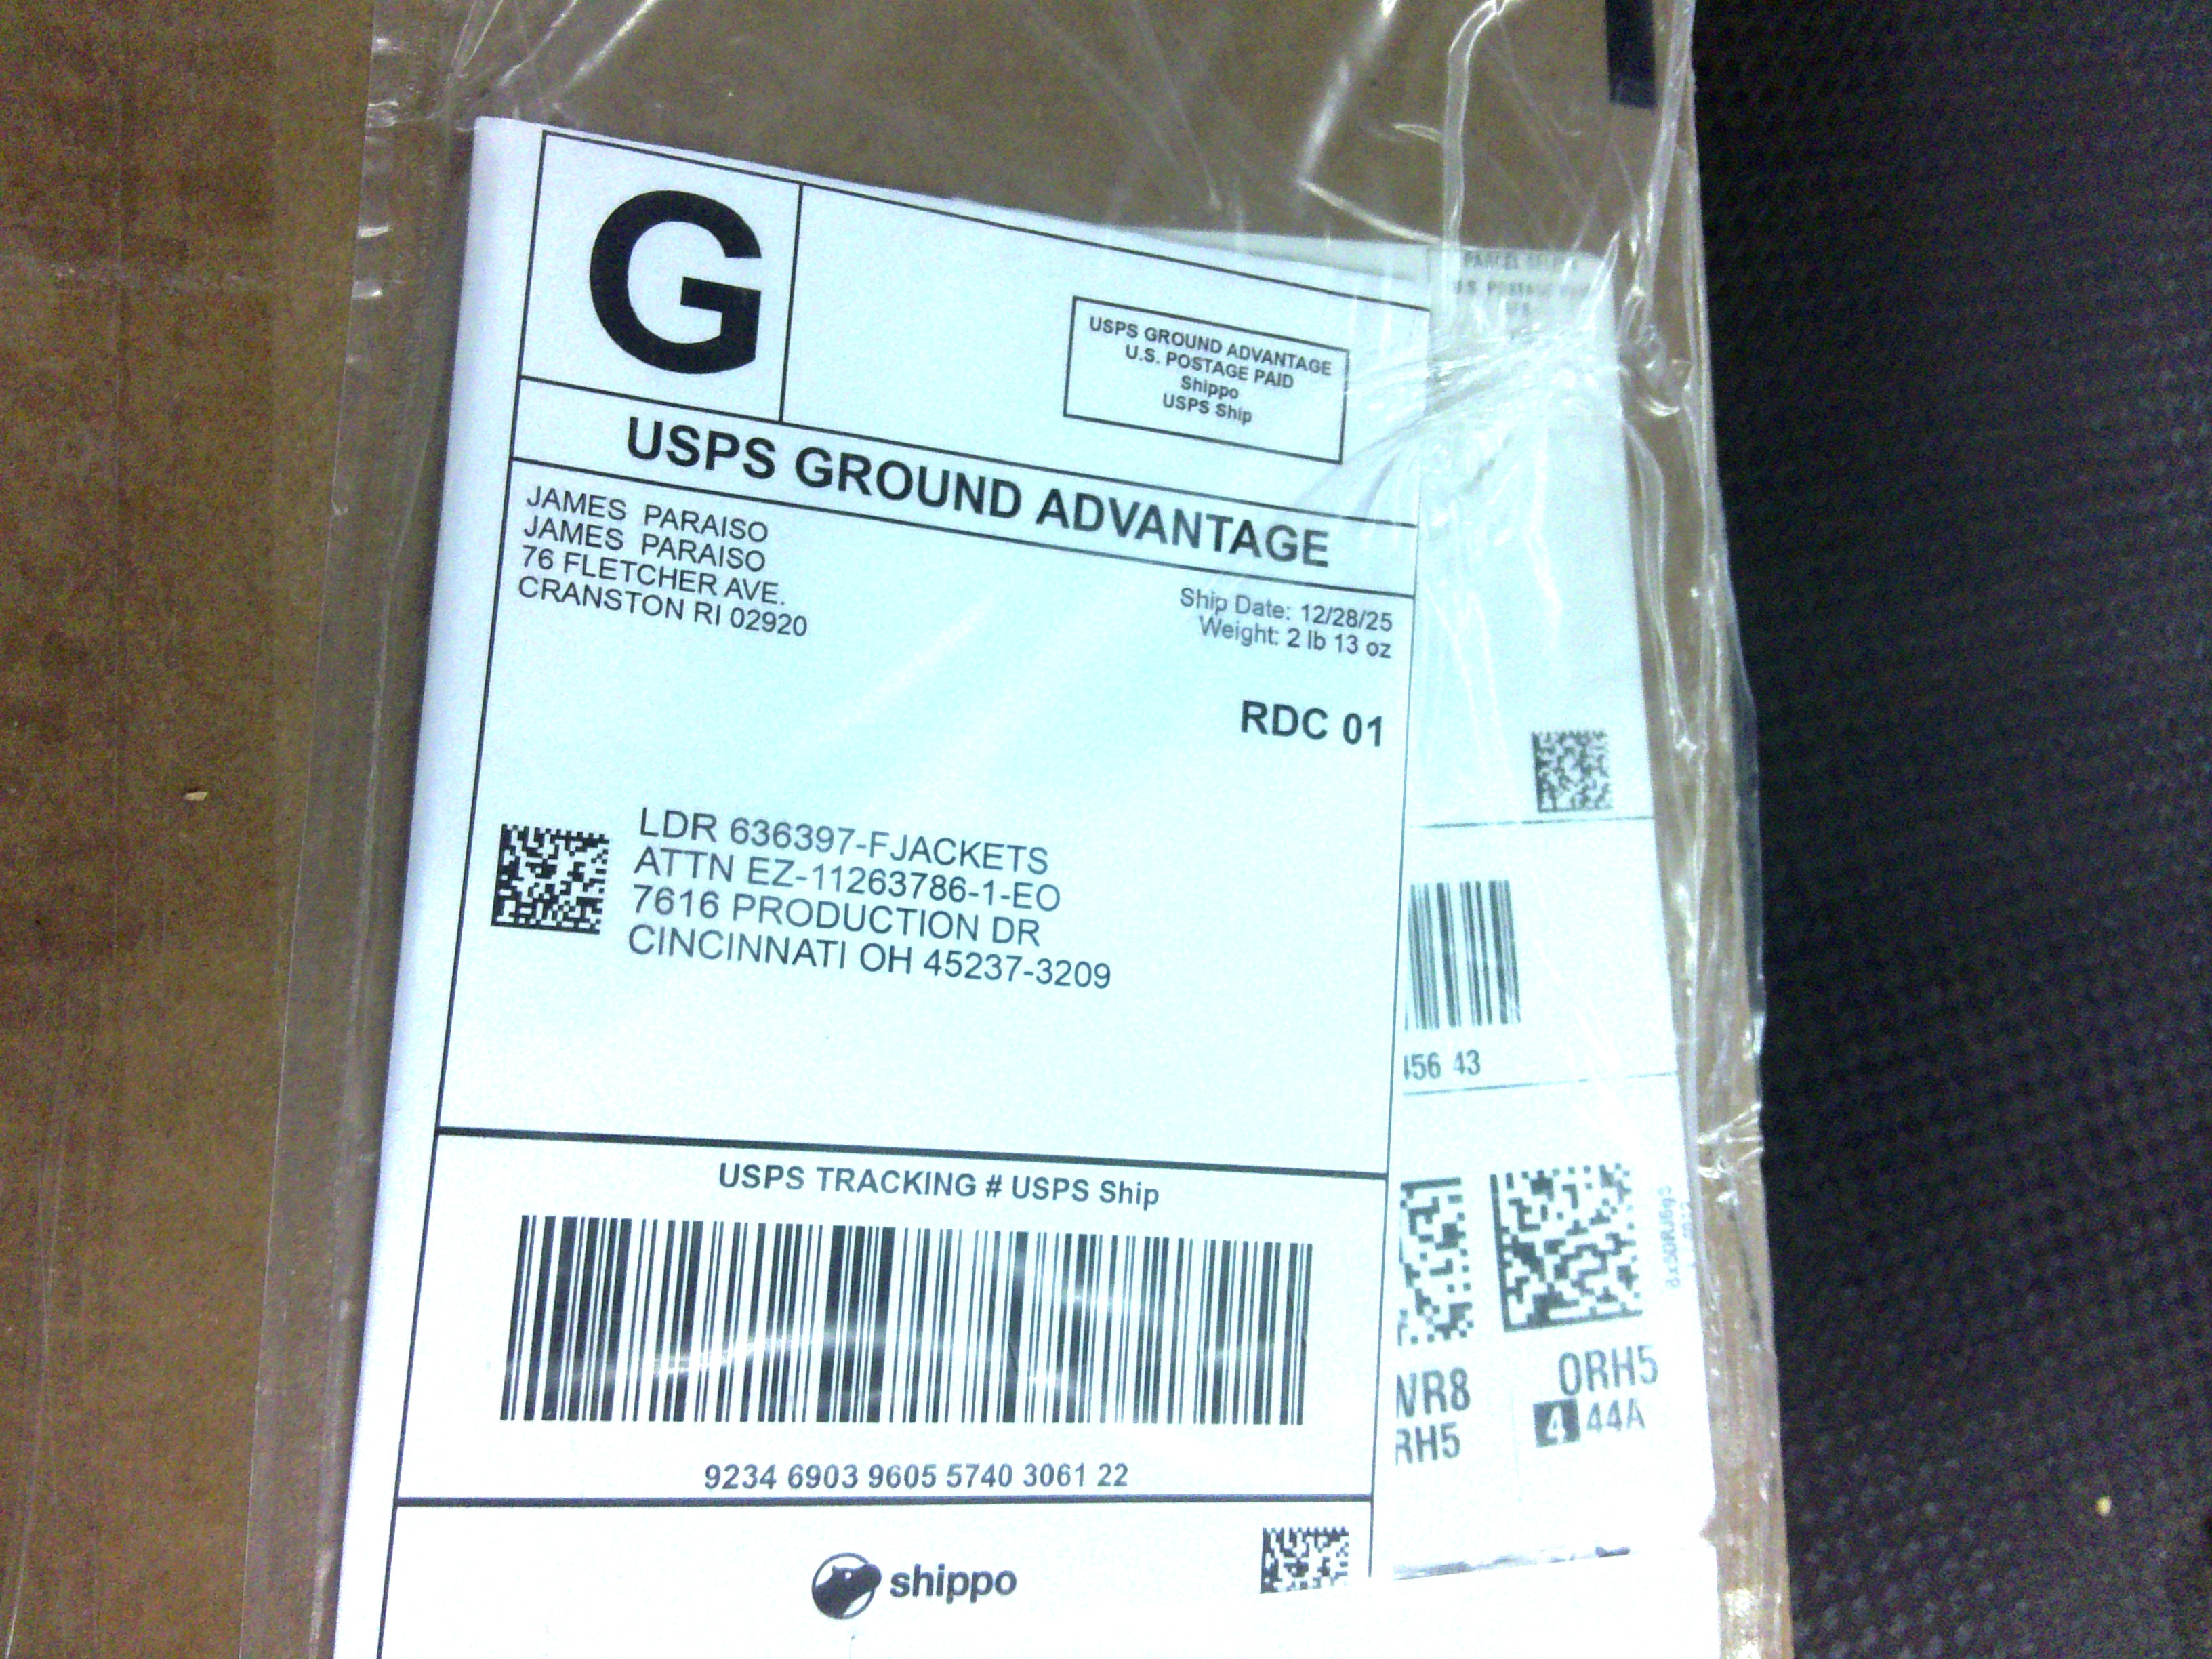 G
USPS GROUND ADVANTAGE
U.S. POSTAGE PAID
Shippo
USPS Ship
USPS GROUND ADVANTAGE
JAMES PARAISO
JAMES PARAISO
76 FLETCHER AVE.
CRANSTON RI 02920
Ship Date: 12/28/25
Weight: 2 lb 13 oz
RDC 01
LDR 636397-FJACKETS
ATTN EZ-11263786-1-EO
7616 PRODUCTION DR
CINCINNATI OH 45237-3209
USPS TRACKING # USPS Ship
9234 6903 9605 5740 3061 22
shippo
PARCEL
U.S. POSTAGE
456 43
WR8
RH5
0RH5
4 44A